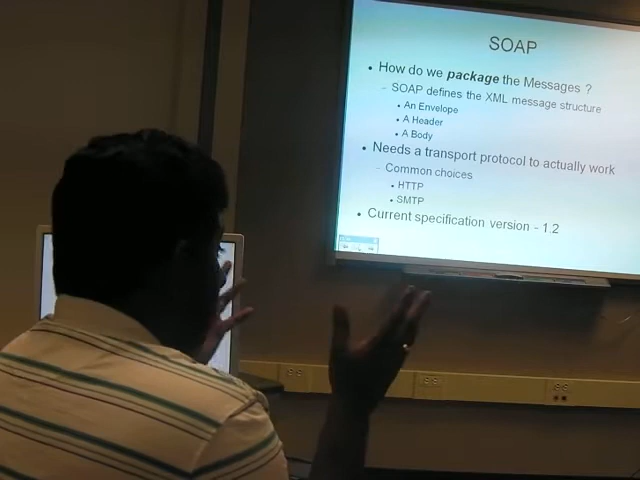 SOAP
• How do we package the Messages ?
– SOAP defines the XML message structure
• An Envelope
• A Header
• A Body
• Needs a transport protocol to actually work
– Common choices
• HTTP
• SMTP
• Current specification version - 1.2